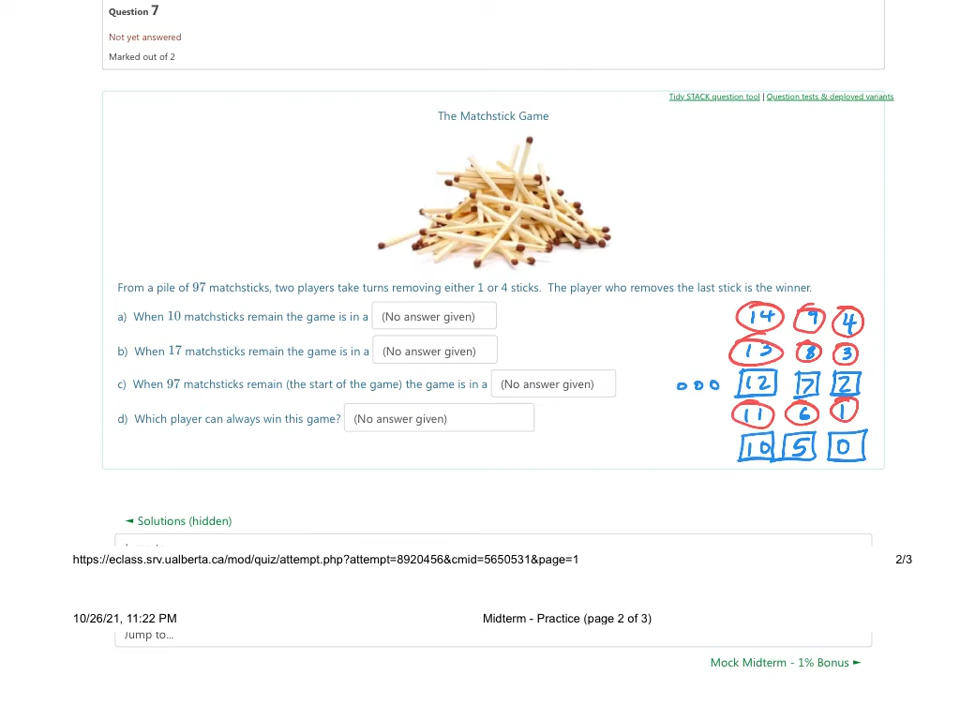 Question 7
Not yet answered
Marked out of 2
Tidy STACK question tool | Question tests & deployed variants
The Matchstick Game
From a pile of 97 matchsticks, two players take turns removing either 1 or 4 sticks. The player who removes the last stick is the winner.
a) When 10 matchsticks remain the game is in a (No answer given)
b) When 17 matchsticks remain the game is in a (No answer given)
c) When 97 matchsticks remain (the start of the game) the game is in a (No answer given)
d) Which player can always win this game? (No answer given)
14 9 4
13 8 3
12 7 2
11 6 1
10 5 0
◄ Solutions (hidden)
https://eclass.srv.ualberta.ca/mod/quiz/attempt.php?attempt=8920456&cmid=5650531&page=1
2/3
10/26/21, 11:22 PM
Midterm - Practice (page 2 of 3)
Jump to...
Mock Midterm - 1% Bonus ►